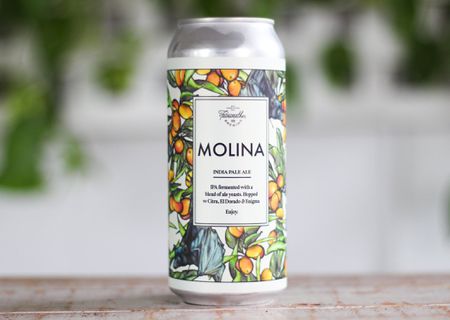 MOLINA
INDIA PALE ALE
IPA fermented with a
blend of ale yeasts. Hopped
w Citra, El Dorado & Enigma
Enjoy.